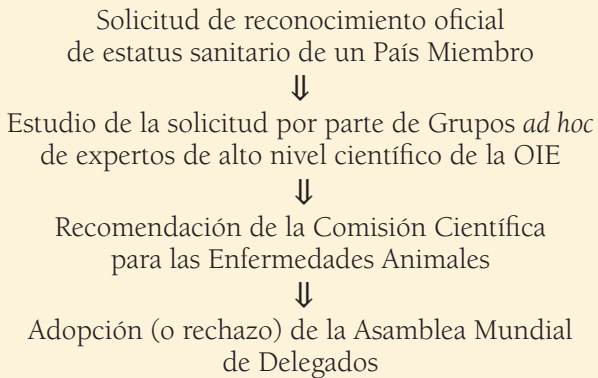 Solicitud de reconocimiento oficial
de estatus sanitario de un País Miembro
⇓
Estudio de la solicitud por parte de Grupos ad hoc
de expertos de alto nivel científico de la OIE
⇓
Recomendación de la Comisión Científica
para las Enfermedades Animales
⇓
Adopción (o rechazo) de la Asamblea Mundial
de Delegados